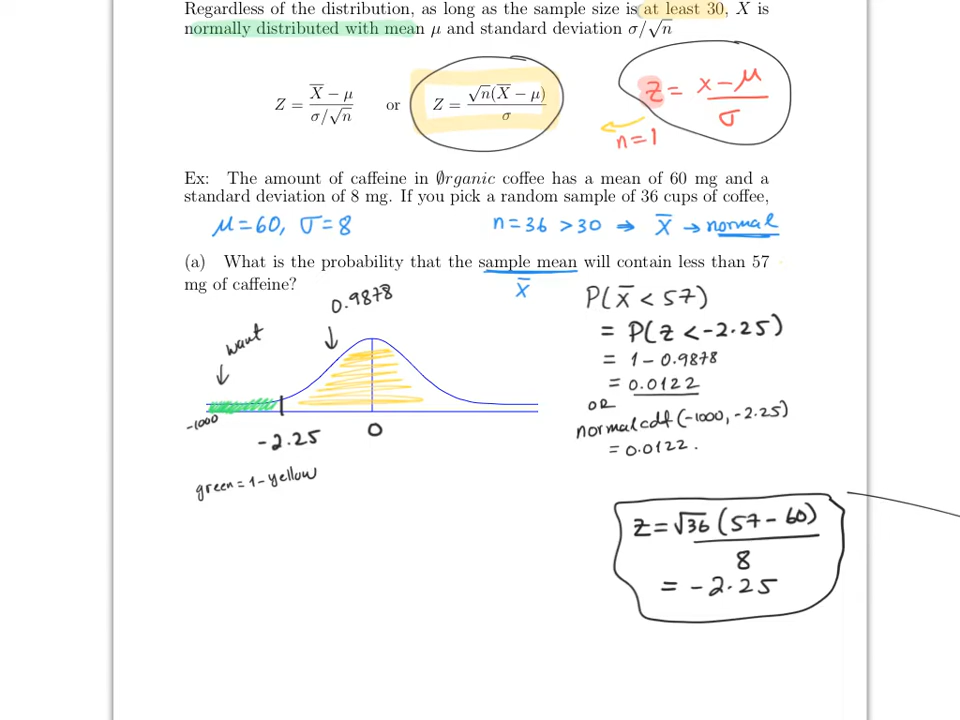 Regardless of the distribution, as long as the sample size is at least 30, X is
normally distributed with mean μ and standard deviation σ/√n
Z = (X̅ − μ)/(σ/√n) or Z = √n(X̅ − μ)/σ
z = (x − μ)/σ
n=1
Ex: The amount of caffeine in Ørganic coffee has a mean of 60 mg and a
standard deviation of 8 mg. If you pick a random sample of 36 cups of coffee,
μ=60, σ=8 n=36 >30 → X̅ → normal
(a) What is the probability that the sample mean will contain less than 57
mg of caffeine?
X̅
0.9878
want
-1000
-2.25
0
green=1-yellow
P(X̅ < 57)
= P(Z < -2.25)
= 1 - 0.9878
= 0.0122
OR
normalcdf(-1000, -2.25)
= 0.0122.
Z = √36 (57 - 60)
8
= -2.25